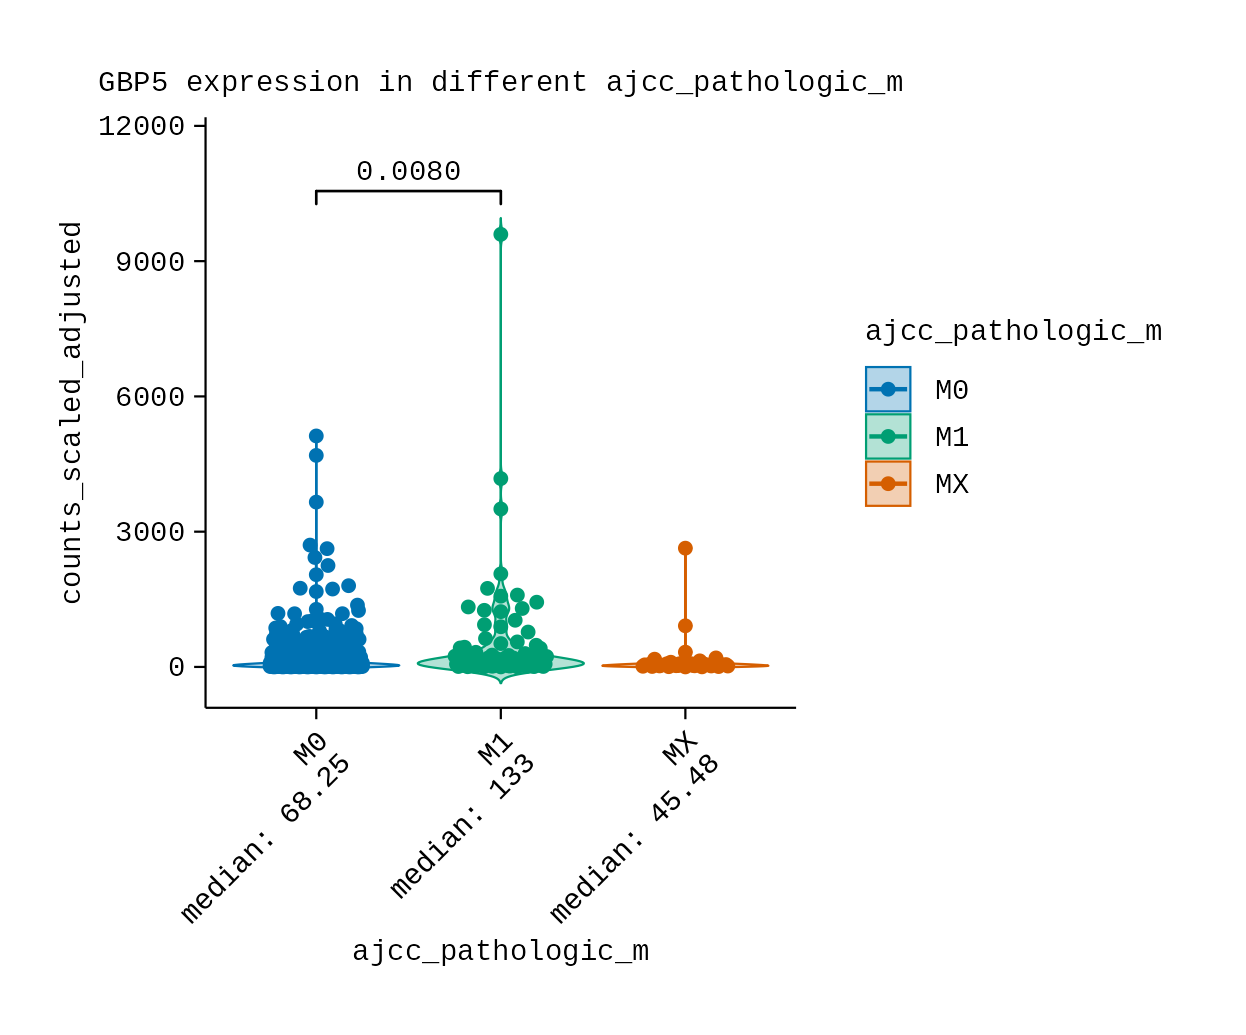 GBP5 expression in different ajcc_pathologic_m
12000
9000
6000
3000
0
counts_scaled_adjusted
0.0080
M0
median: 68.25
M1
median: 133
MX
median: 45.48
ajcc_pathologic_m
ajcc_pathologic_m
M0
M1
MX